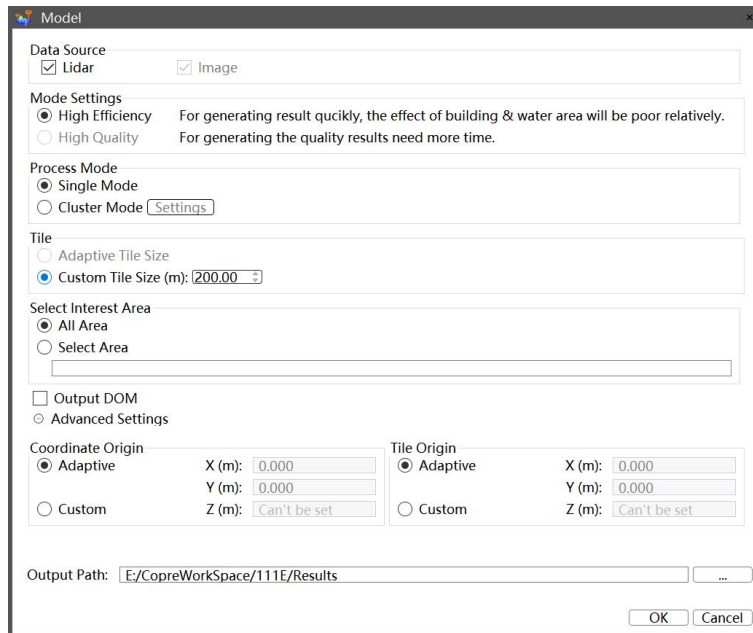 Model
Data Source
Lidar Image
Mode Settings
High Efficiency For generating result qucikly, the effect of building & water area will be poor relatively.
High Quality For generating the quality results need more time.
Process Mode
Single Mode
Cluster Mode Settings
Tile
Adaptive Tile Size
Custom Tile Size (m): 200.00
Select Interest Area
All Area
Select Area
Output DOM
Advanced Settings
Coordinate Origin
Adaptive X (m): 0.000
Y (m): 0.000
Custom Z (m): Can't be set
Tile Origin
Adaptive X (m): 0.000
Y (m): 0.000
Custom Z (m): Can't be set
Output Path: E:/CopreWorkSpace/111E/Results ...
OK Cancel